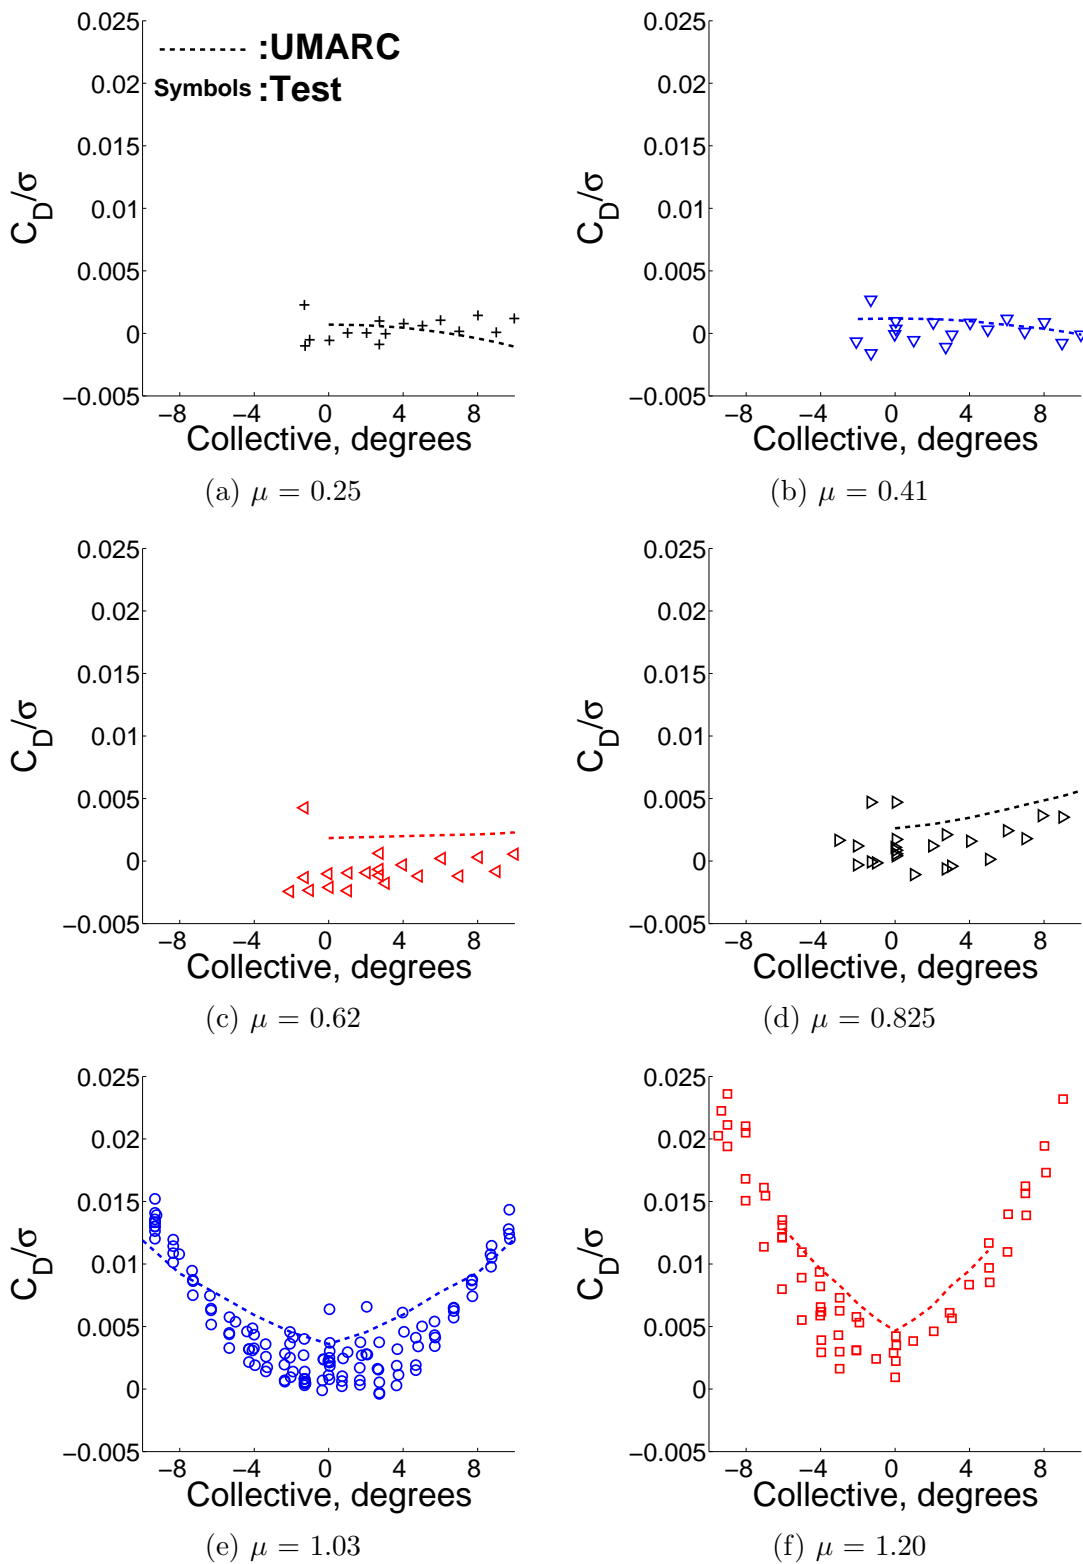 0.025
0.02
0.015
0.01
0.005
0
−0.005
C_D/σ
:UMARC
Symbols :Test
−8 −4 0 4 8
Collective, degrees
(a) μ = 0.25
0.025
0.02
0.015
0.01
0.005
0
−0.005
C_D/σ
−8 −4 0 4 8
Collective, degrees
(b) μ = 0.41
0.025
0.02
0.015
0.01
0.005
0
−0.005
C_D/σ
−8 −4 0 4 8
Collective, degrees
(c) μ = 0.62
0.025
0.02
0.015
0.01
0.005
0
−0.005
C_D/σ
−8 −4 0 4 8
Collective, degrees
(d) μ = 0.825
0.025
0.02
0.015
0.01
0.005
0
−0.005
C_D/σ
−8 −4 0 4 8
Collective, degrees
(e) μ = 1.03
0.025
0.02
0.015
0.01
0.005
0
−0.005
C_D/σ
−8 −4 0 4 8
Collective, degrees
(f) μ = 1.20